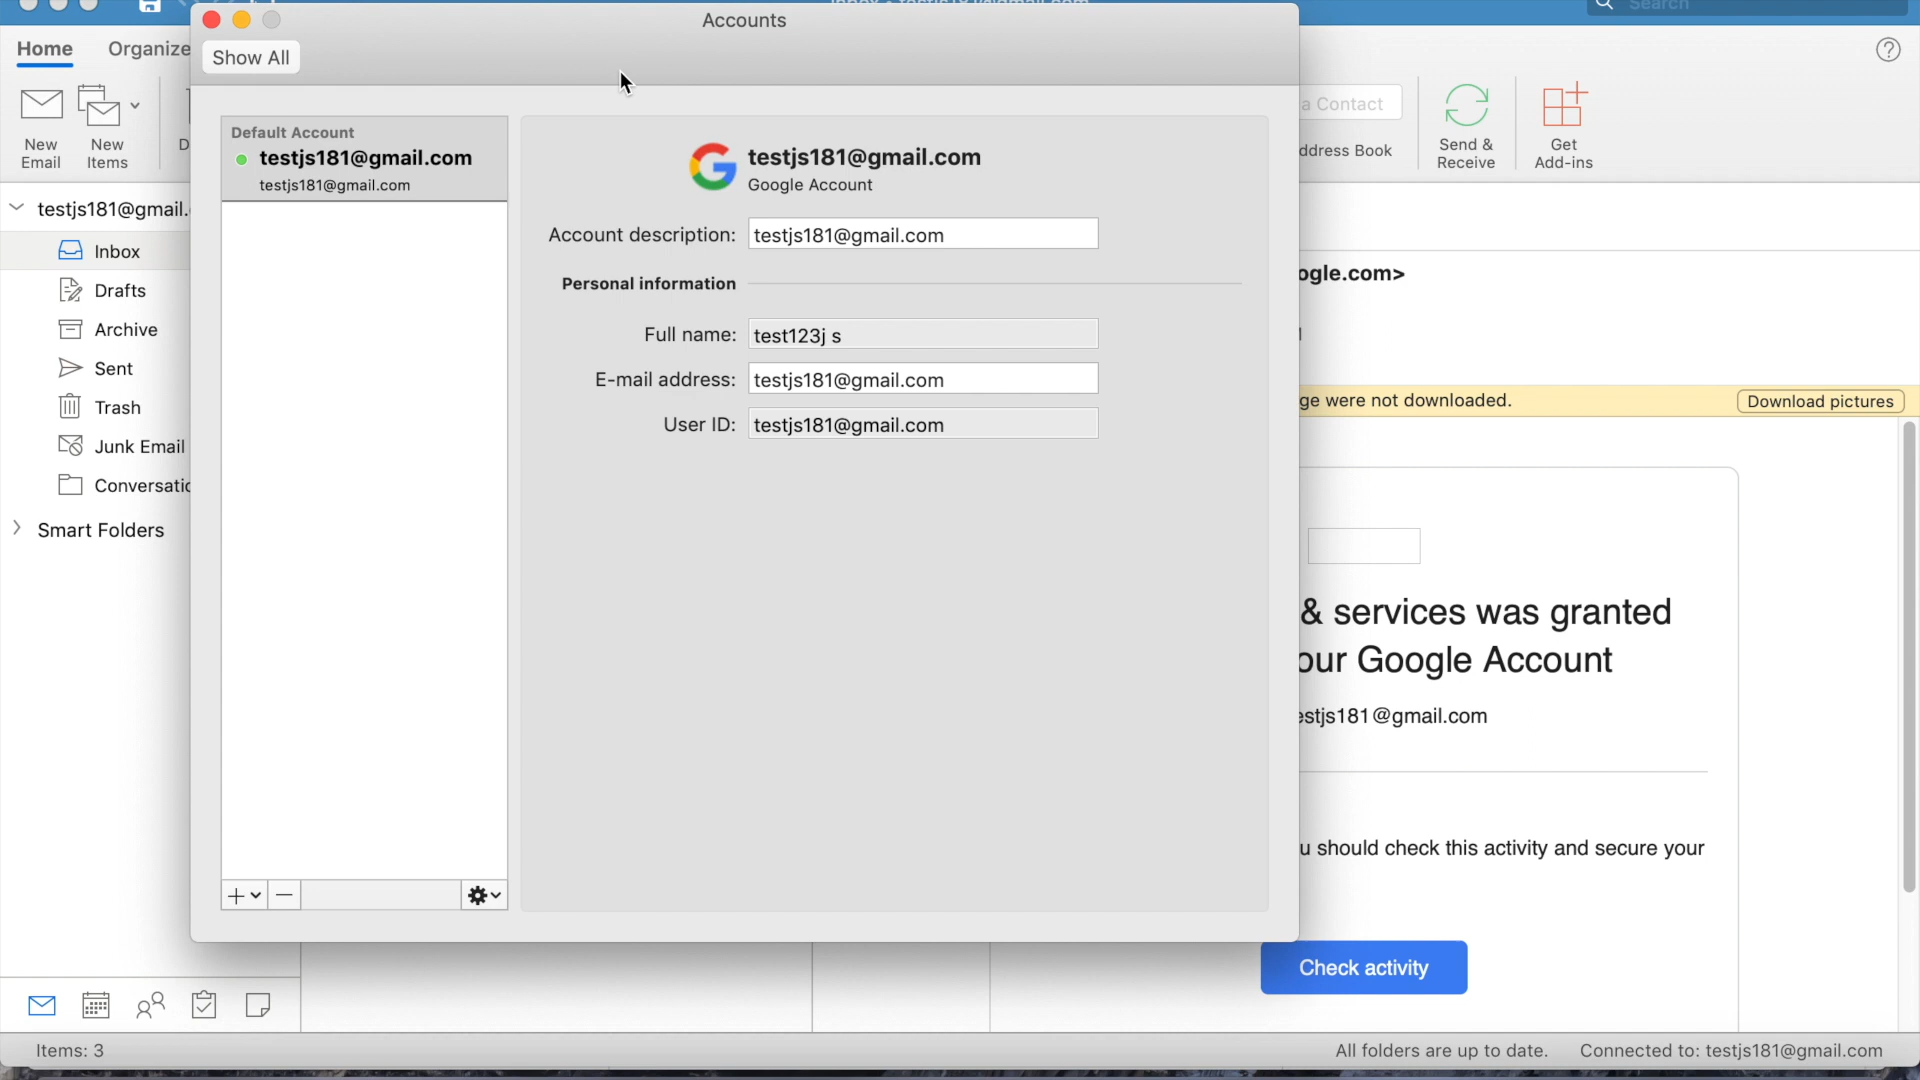 Accounts
Show All
Search
Home
Organize
New
Email
New
Items
a Contact
ddress Book
Send &
Receive
Get
Add-ins
testjs181@gmail.
Inbox
Drafts
Archive
Sent
Trash
Junk Email
Conversatio
Smart Folders
Default Account
testjs181@gmail.com
testjs181@gmail.com
testjs181@gmail.com
Google Account
Account description: testjs181@gmail.com
Personal information
Full name: test123j s
E-mail address: testjs181@gmail.com
User ID: testjs181@gmail.com
ogle.com>
ge were not downloaded.
Download pictures
& services was granted
our Google Account
estjs181@gmail.com
u should check this activity and secure your
Check activity
Items: 3
All folders are up to date.
Connected to: testjs181@gmail.com